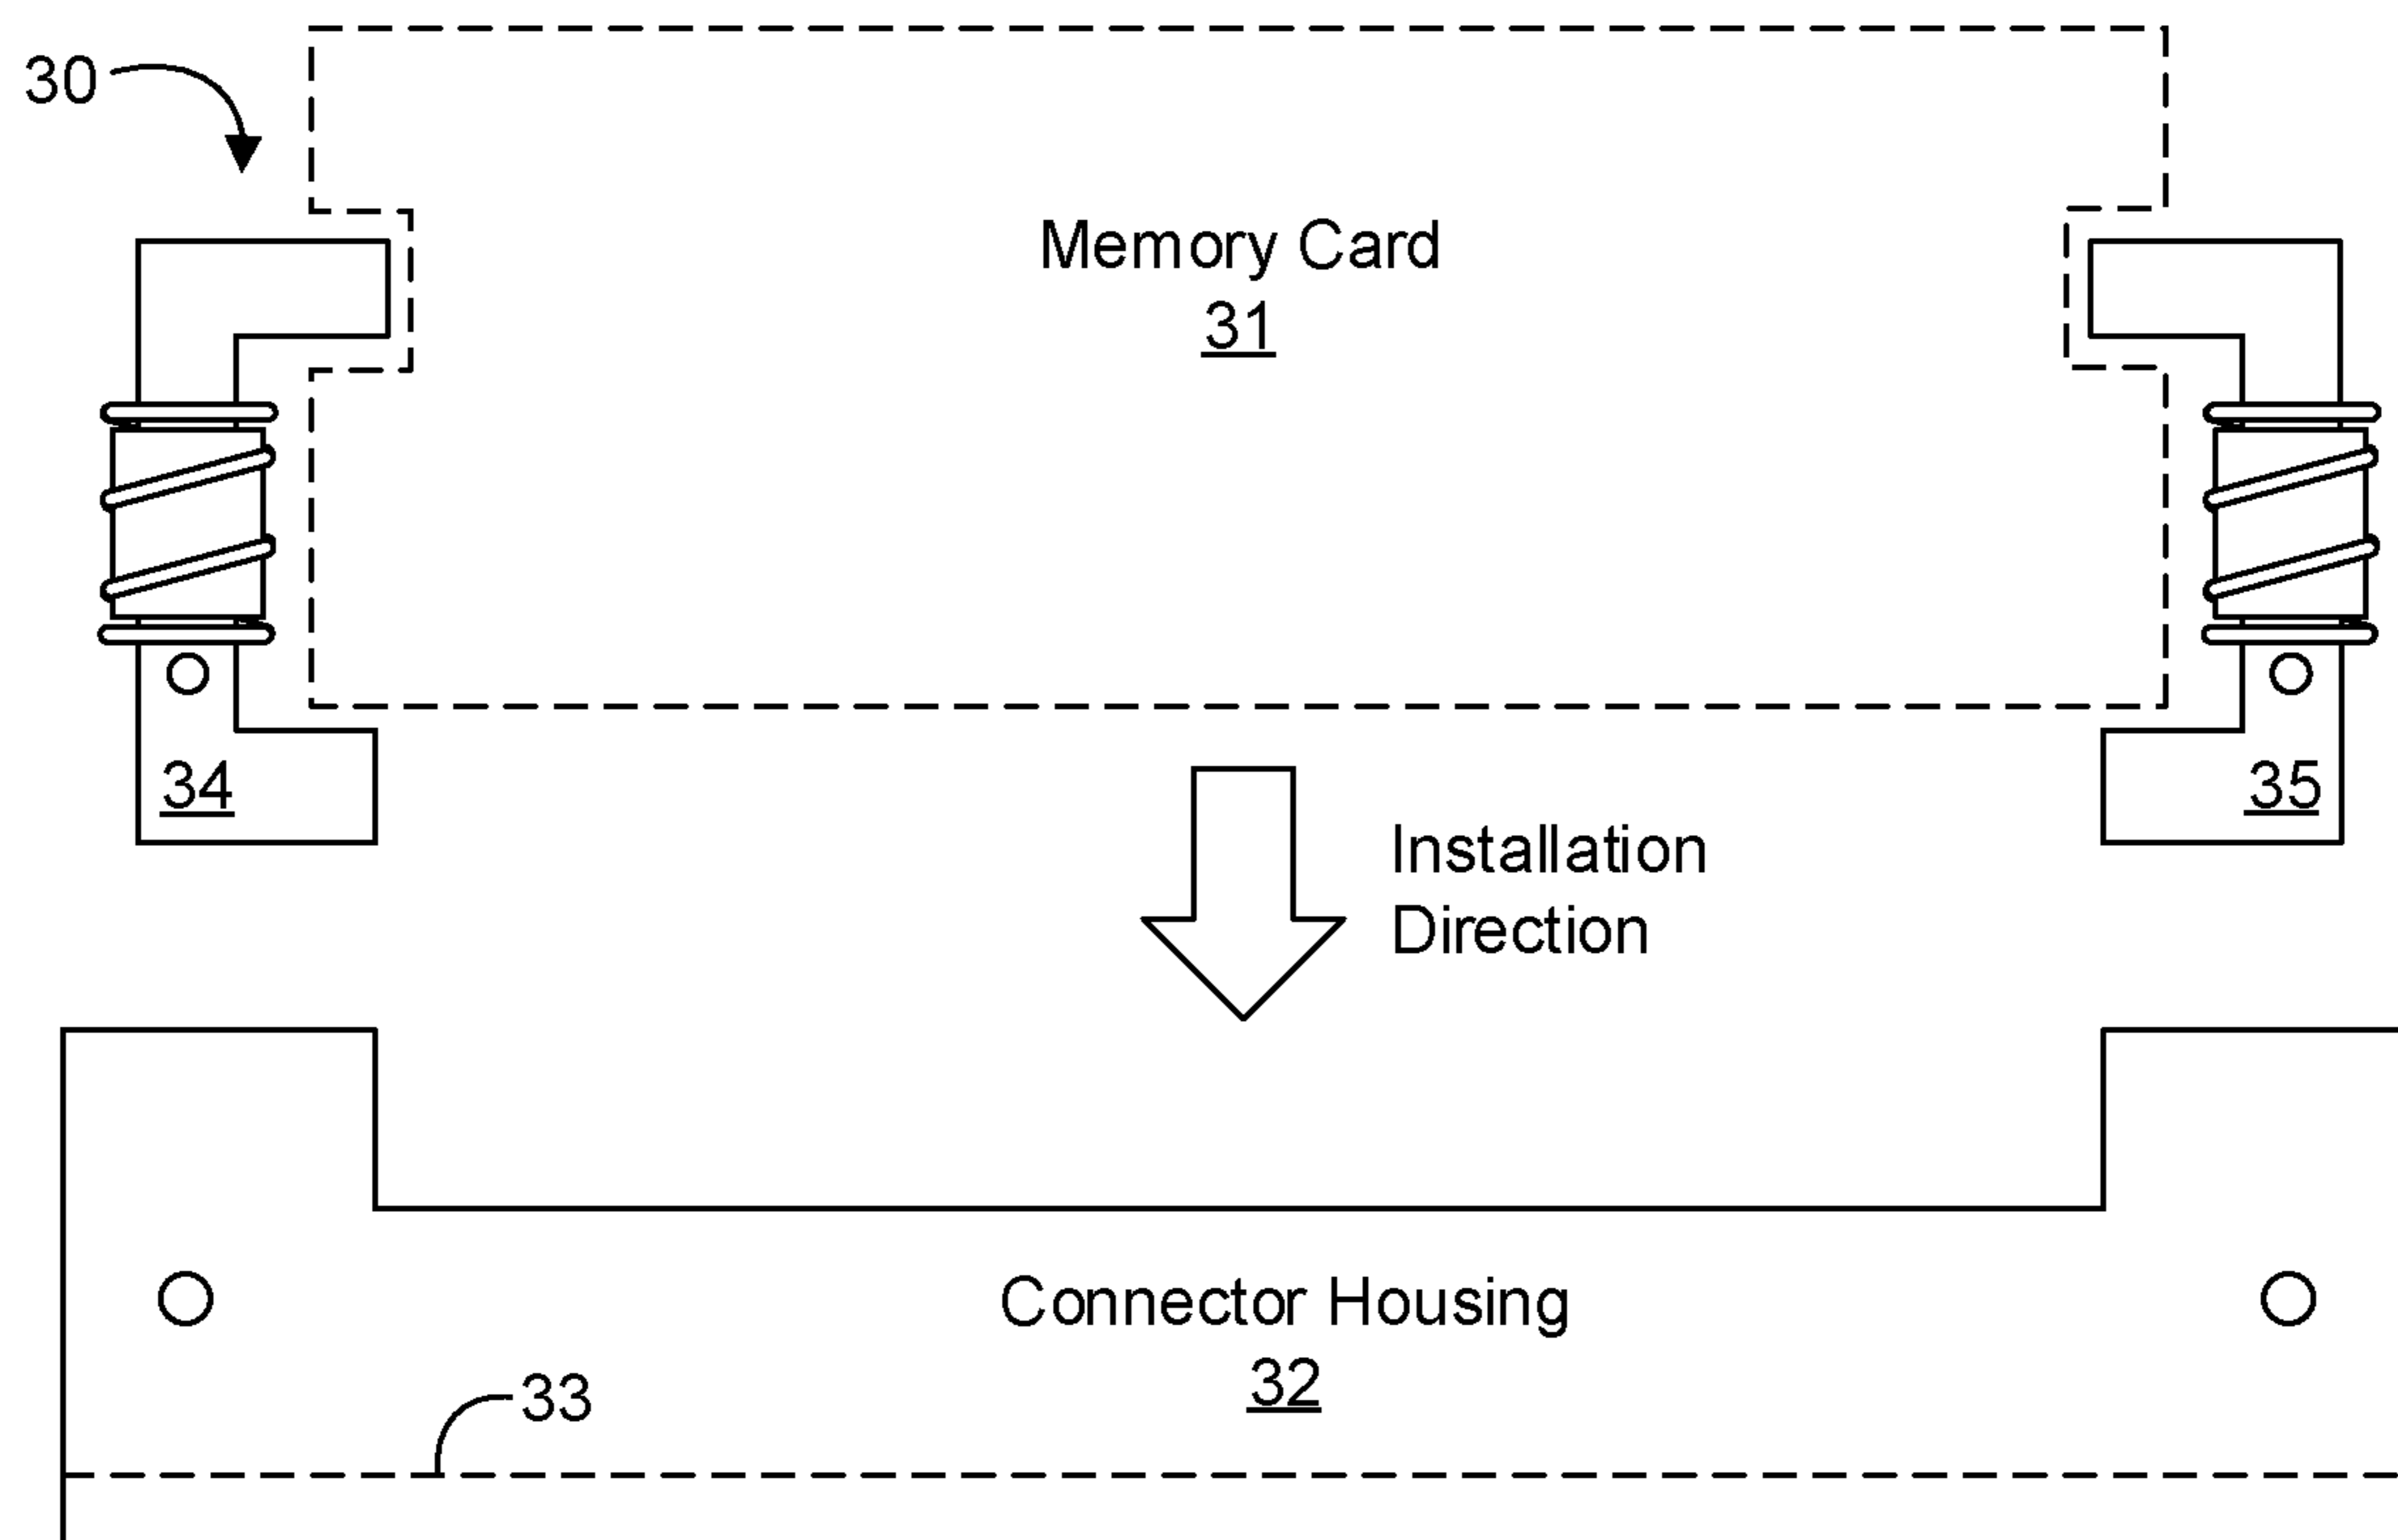 30
Memory Card
31
34
35
Installation
Direction
Connector Housing
32
33